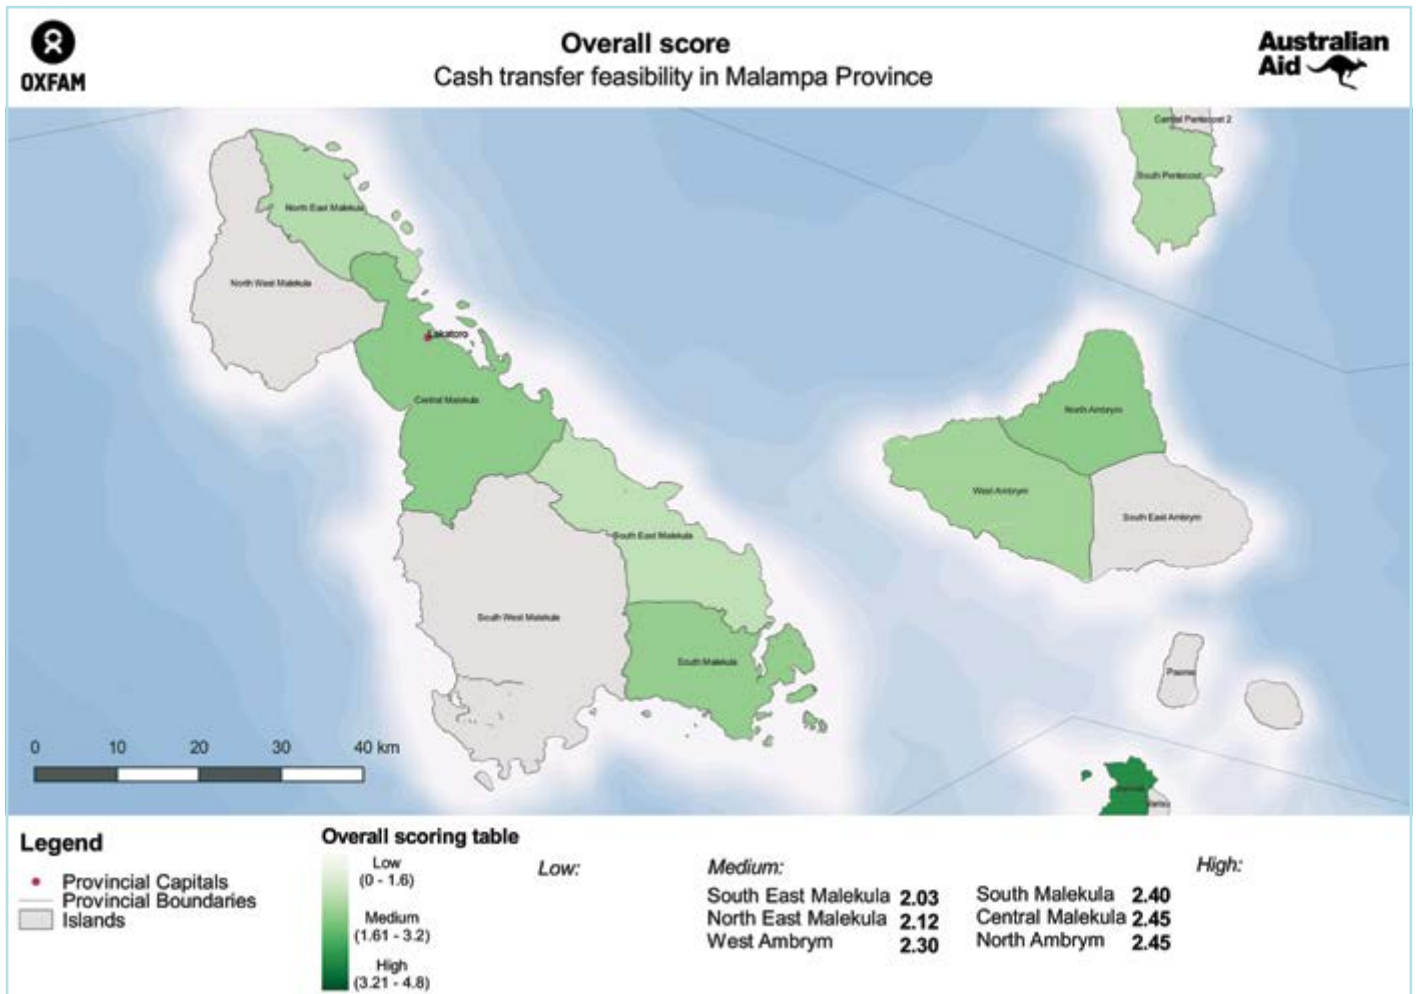 OXFAM
Overall score
Cash transfer feasibility in Malampa Province
Australian
Aid
Central Pentecost 2
South Pentecost
North East Malekula
North West Malekula
Lakatoro
Central Malekula
North Ambrym
West Ambrym
South East Ambrym
South East Malekula
South West Malekula
South Malekula
Paama
0 10 20 30 40 km
Legend
Provincial Capitals
Provincial Boundaries
Islands
Overall scoring table
Low
(0 - 1.6)
Medium
(1.61 - 3.2)
High
(3.21 - 4.8)
Low:
Medium:
High:
South East Malekula 2.03
North East Malekula 2.12
West Ambrym 2.30
South Malekula 2.40
Central Malekula 2.45
North Ambrym 2.45